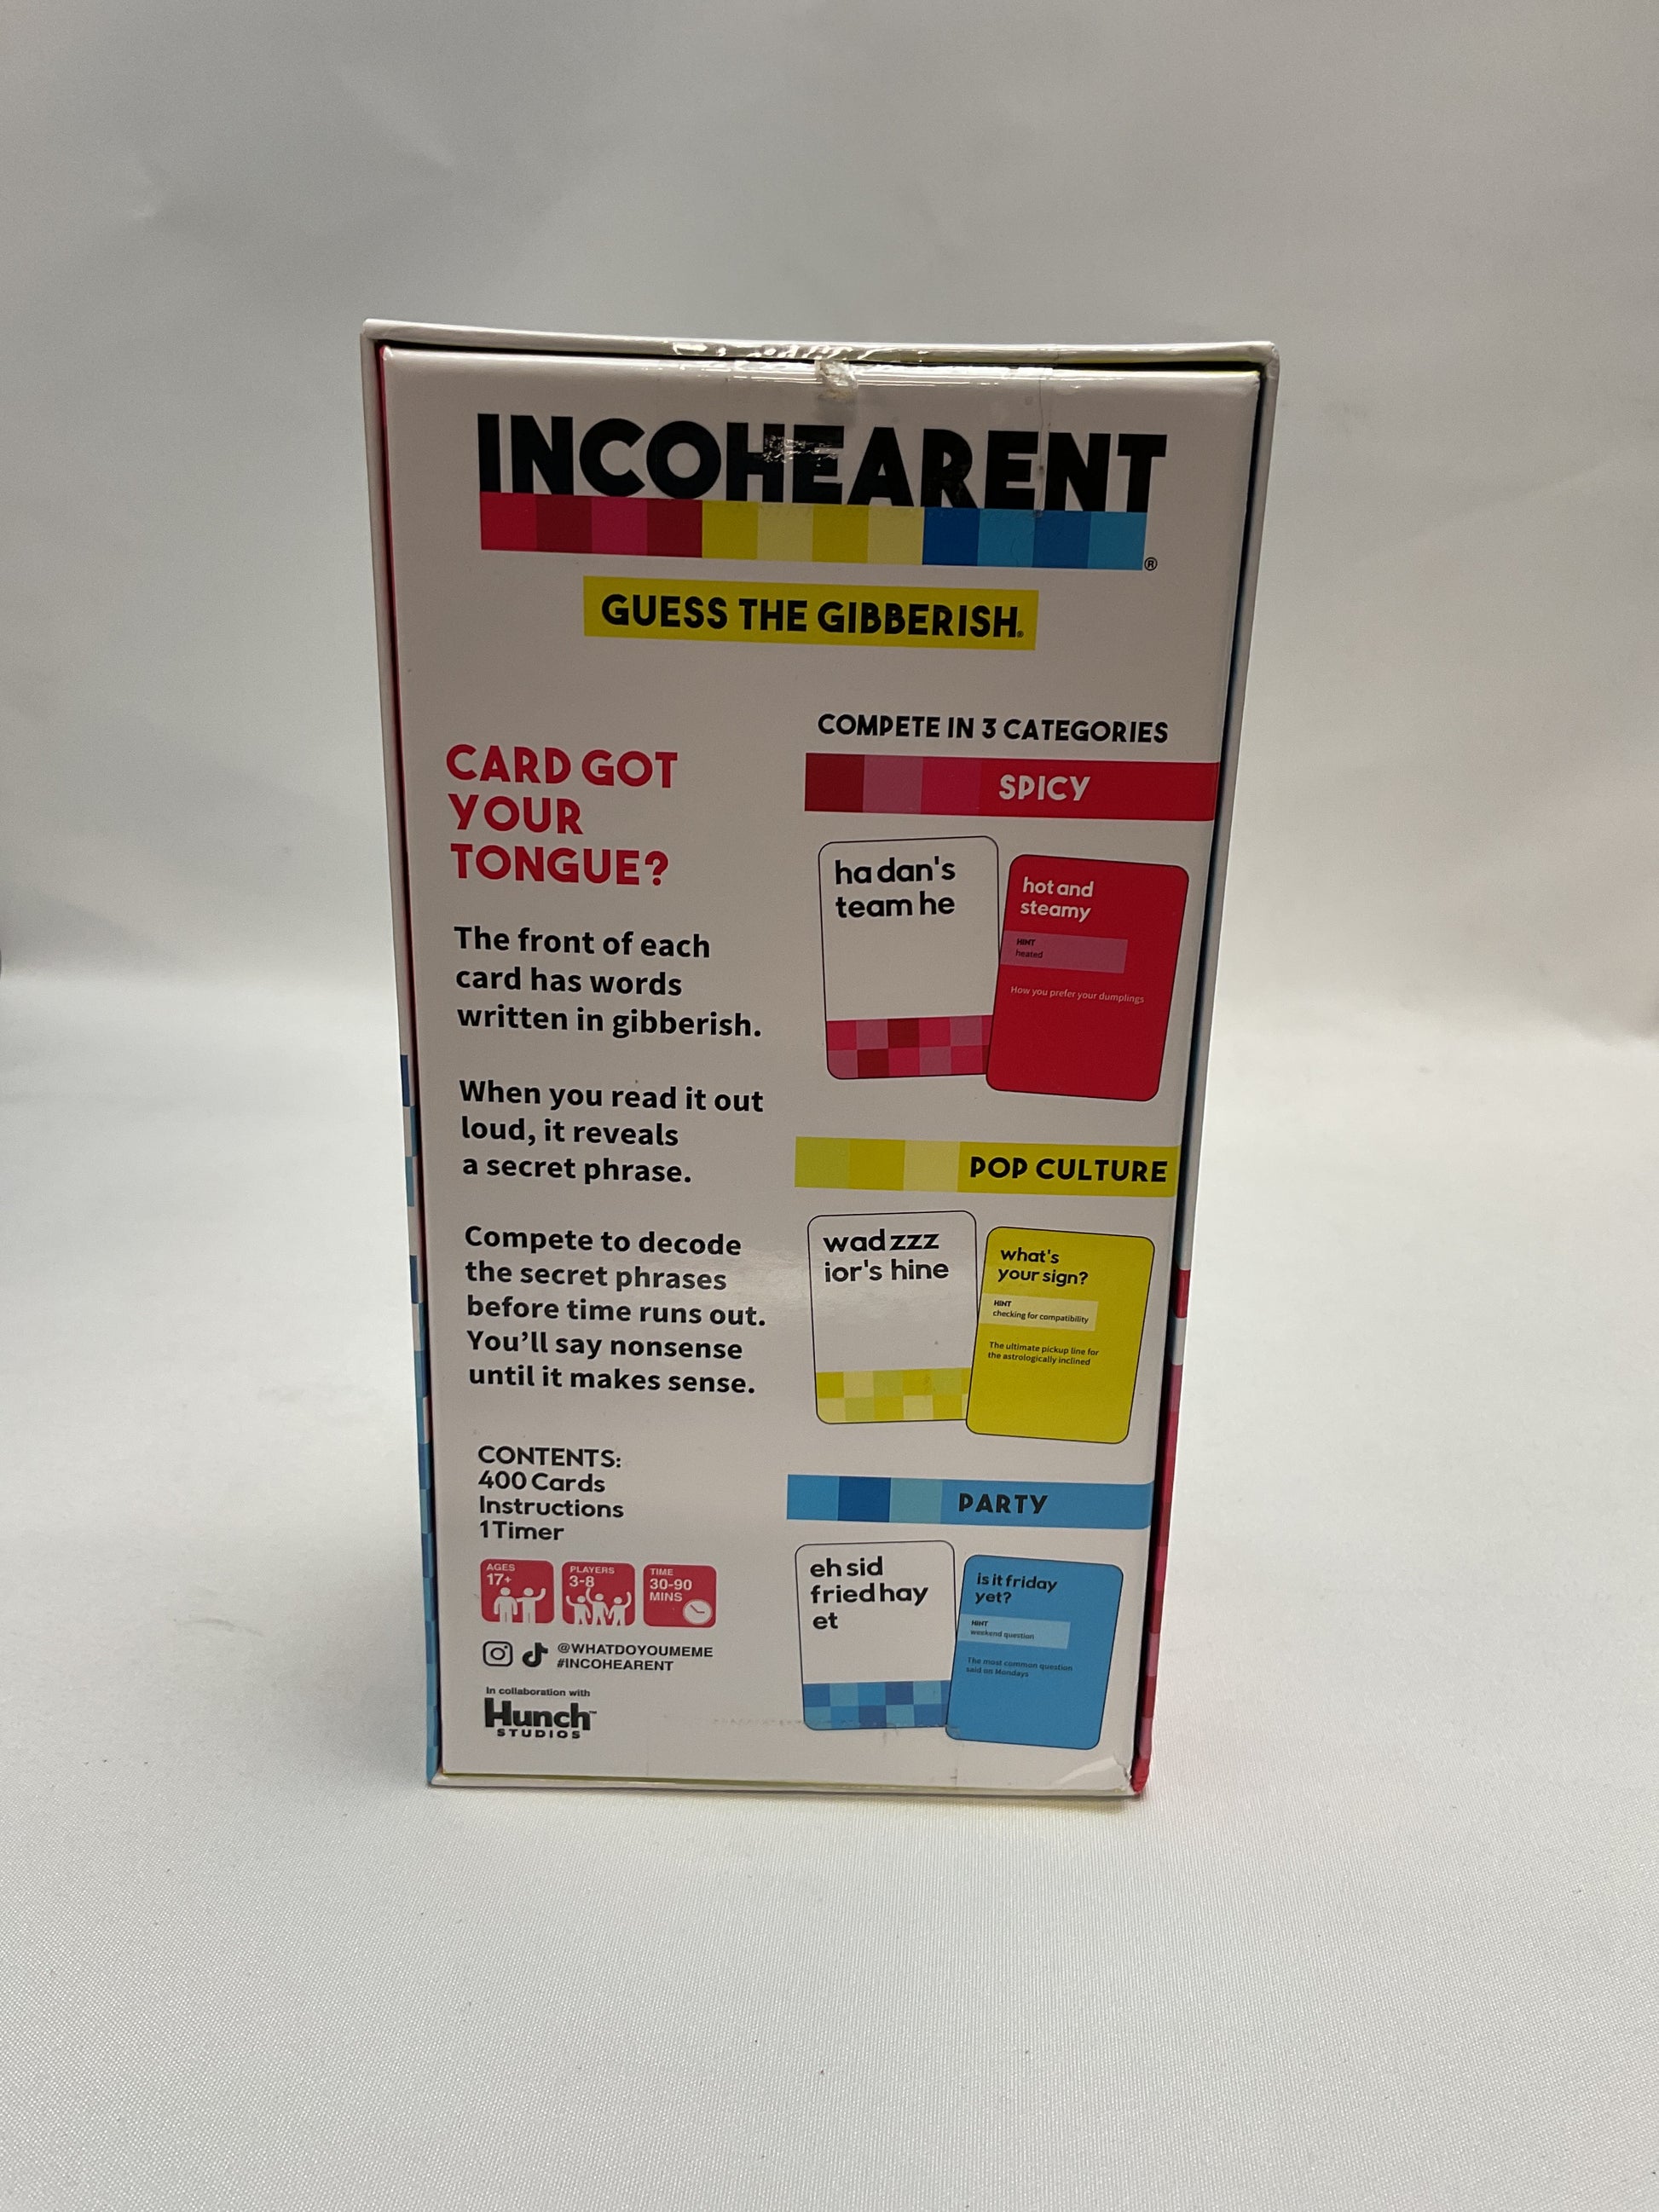 INCOHEARENT
®
GUESS THE GIBBERISH®
CARD GOT
YOUR
TONGUE?
The front of each
card has words
written in gibberish.
When you read it out
loud, it reveals
a secret phrase.
Compete to decode
the secret phrases
before time runs out.
You'll say nonsense
until it makes sense.
CONTENTS:
400 Cards
Instructions
1 Timer
AGES
17+
PLAYERS
3-8
TIME
30-90
MINS
@WHATDOYOUMEME
#INCOHEARENT
In collaboration with
Hunch™
STUDIOS
COMPETE IN 3 CATEGORIES
SPICY
ha dan's
team he
hot and
steamy
HINT
heated
How you prefer your dumplings
POP CULTURE
wad zzz
ior's hine
what's
your sign?
HINT
checking for compatibility
The ultimate pickup line for
the astrologically inclined
PARTY
eh sid
fried hay
et
is it friday
yet?
HINT
weekend question
The most common question
said on Mondays